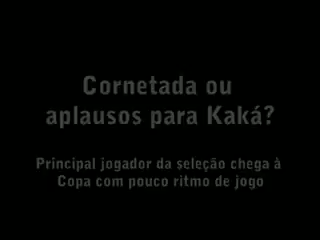 Cornetada ou
aplausos para Kaká?
Principal jogador da seleção chega à
Copa com pouco ritmo de jogo